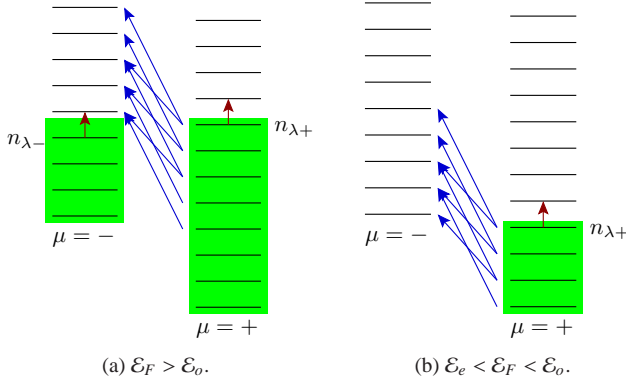 n_{λ−}
μ = −
n_{λ+}
μ = +
(a) ℰ_F > ℰ_o.
μ = −
n_{λ+}
μ = +
(b) ℰ_e < ℰ_F < ℰ_o.